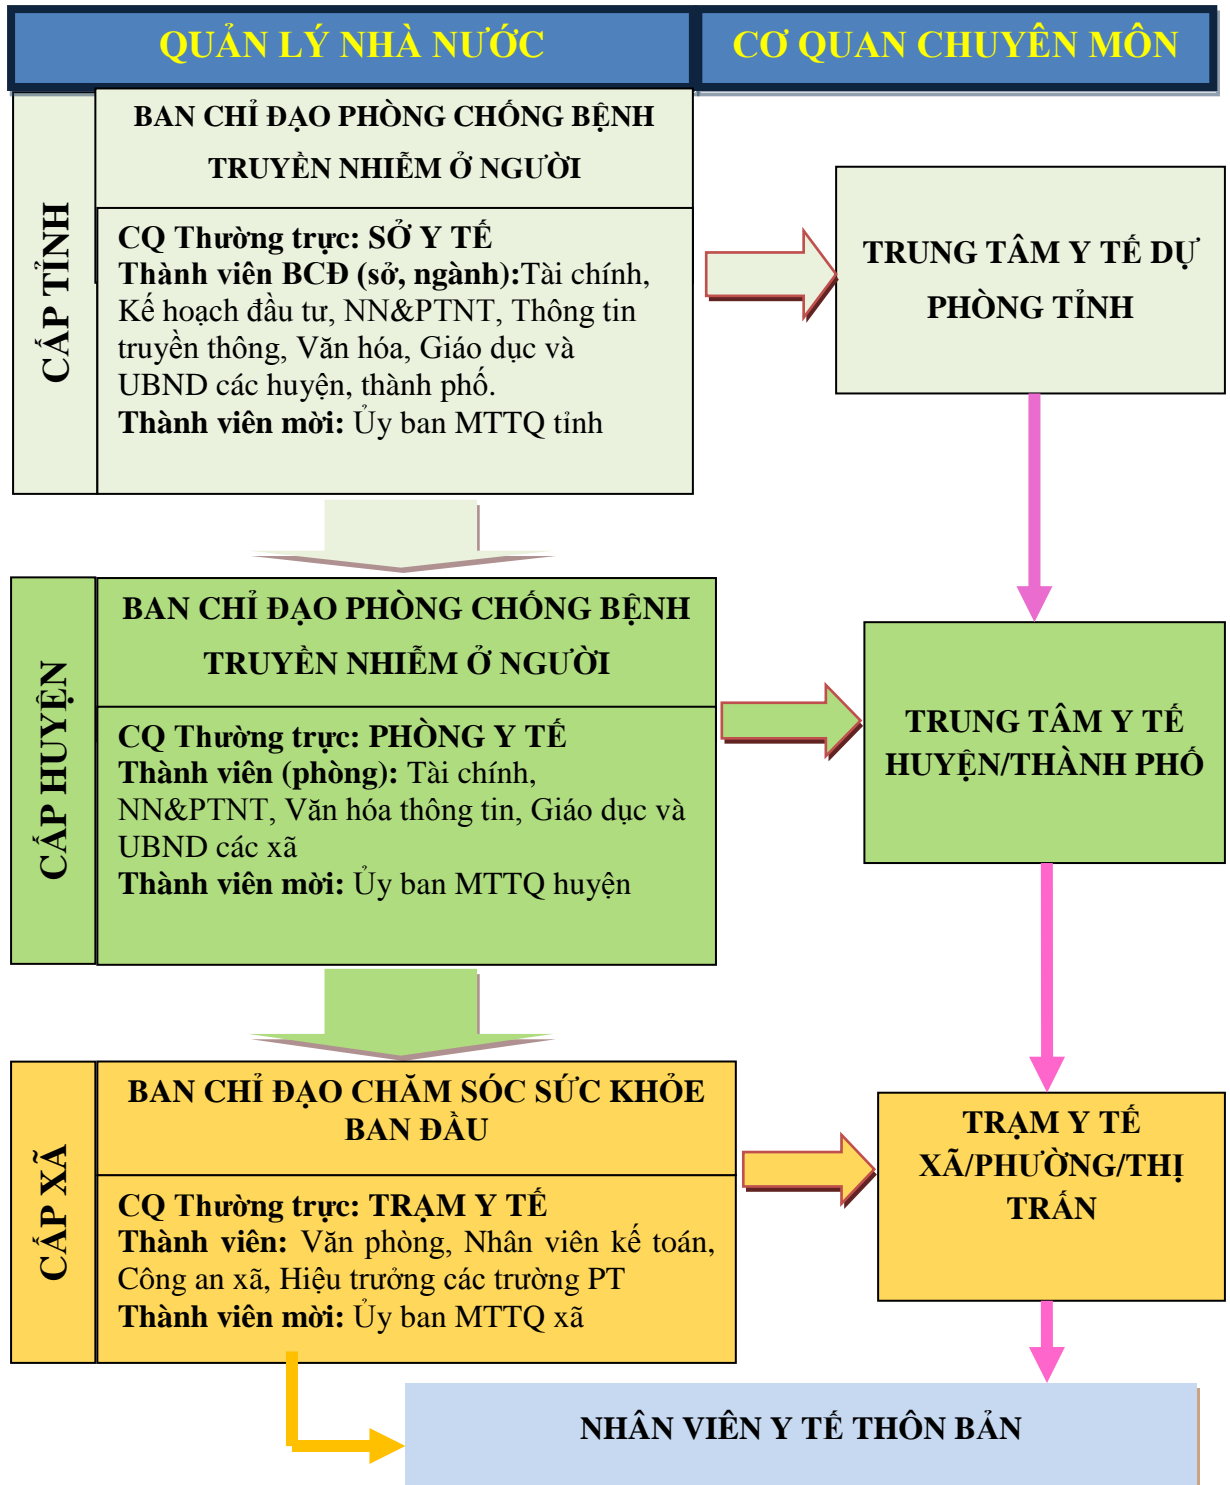 QUẢN LÝ NHÀ NƯỚC
CƠ QUAN CHUYÊN MÔN
CẤP TỈNH
BAN CHỈ ĐẠO PHÒNG CHỐNG BỆNH
TRUYỀN NHIỄM Ở NGƯỜI
CQ Thường trực: SỞ Y TẾ
Thành viên BCĐ (sở, ngành):Tài chính,
Kế hoạch đầu tư, NN&PTNT, Thông tin
truyền thông, Văn hóa, Giáo dục và
UBND các huyện, thành phố.
Thành viên mời: Ủy ban MTTQ tỉnh
TRUNG TÂM Y TẾ DỰ
PHÒNG TỈNH
CẤP HUYỆN
BAN CHỈ ĐẠO PHÒNG CHỐNG BỆNH
TRUYỀN NHIỄM Ở NGƯỜI
CQ Thường trực: PHÒNG Y TẾ
Thành viên (phòng): Tài chính,
NN&PTNT, Văn hóa thông tin, Giáo dục và
UBND các xã
Thành viên mời: Ủy ban MTTQ huyện
TRUNG TÂM Y TẾ
HUYỆN/THÀNH PHỐ
CẤP XÃ
BAN CHỈ ĐẠO CHĂM SÓC SỨC KHỎE
BAN ĐẦU
CQ Thường trực: TRẠM Y TẾ
Thành viên: Văn phòng, Nhân viên kế toán,
Công an xã, Hiệu trưởng các trường PT
Thành viên mời: Ủy ban MTTQ xã
TRẠM Y TẾ
XÃ/PHƯỜNG/THỊ
TRẤN
NHÂN VIÊN Y TẾ THÔN BẢN